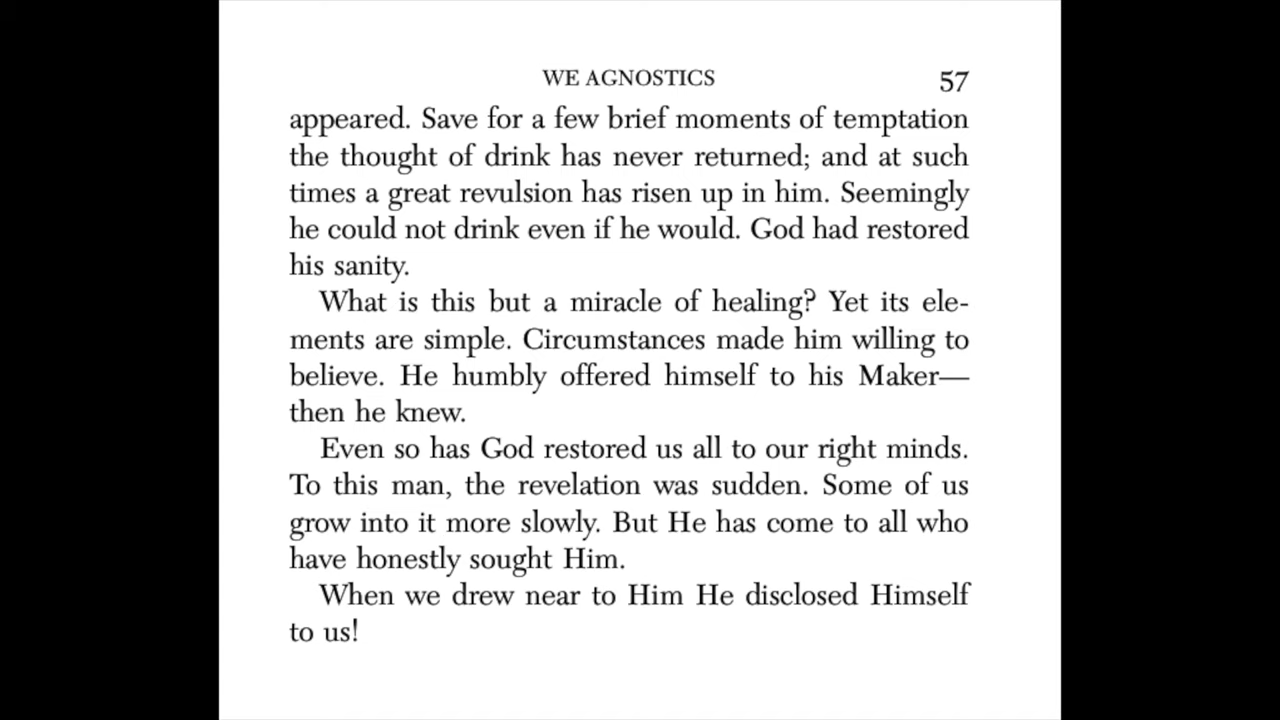 WE AGNOSTICS 57
appeared. Save for a few brief moments of temptation
the thought of drink has never returned; and at such
times a great revulsion has risen up in him. Seemingly
he could not drink even if he would. God had restored
his sanity.
What is this but a miracle of healing? Yet its ele-
ments are simple. Circumstances made him willing to
believe. He humbly offered himself to his Maker—
then he knew.
Even so has God restored us all to our right minds.
To this man, the revelation was sudden. Some of us
grow into it more slowly. But He has come to all who
have honestly sought Him.
When we drew near to Him He disclosed Himself
to us!